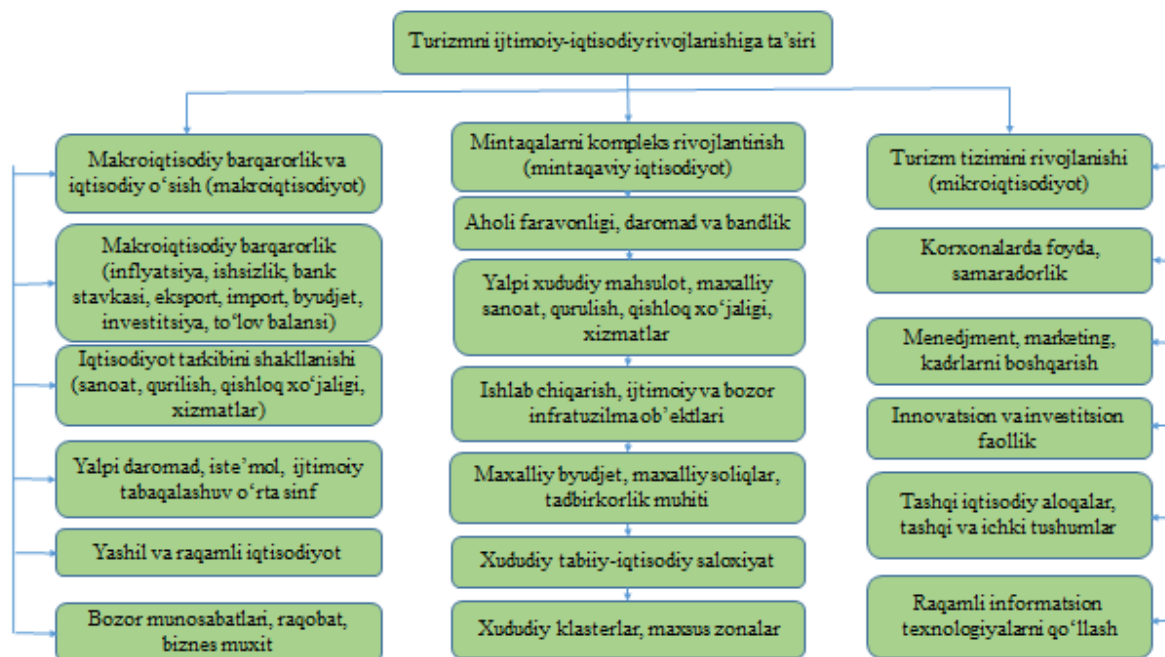 Turizmni ijtimoiy-iqtisodiy rivojlanishiga ta’siri
Makroiqtisodiy barqarorlik va
iqtisodiy o‘sish (makroiqtisodiyot)
Makroiqtisodiy barqarorlik
(inflyatsiya, ishsizlik, bank
stavkasi, eksport, import, byudjet,
investitsiya, to‘lov balansi)
Iqtisodiyot tarkibini shakllanishi
(sanoat, qurilish, qishloq xo‘jaligi,
xizmatlar)
Yalpi daromad, iste’mol, ijtimoiy
tabaqalashuv o‘rta sinf
Yashil va raqamli iqtisodiyot
Bozor munosabatlari, raqobat,
biznes muxit
Mintaqalarni kompleks rivojlantirish
(mintaqaviy iqtisodiyot)
Aholi faravonligi, daromad va bandlik
Yalpi xududiy mahsulot, maxalliy
sanoat, qurulish, qishloq xo‘jaligi,
xizmatlar
Ishlab chiqarish, ijtimoiy va bozor
infratuzilma ob’ektlari
Maxalliy byudjet, maxalliy soliqlar,
tadbirkorlik muhiti
Xududiy tabiiy-iqtisodiy saloxiyat
Xududiy klasterlar, maxsus zonalar
Turizm tizimini rivojlanishi
(mikroiqtisodiyot)
Korxonalarda foyda,
samaradorlik
Menedjment, marketing,
kadrlarni boshqarish
Innovatsion va investitsion
faollik
Tashqi iqtisodiy aloqalar,
tashqi va ichki tushumlar
Raqamli informatsion
texnologiyalarni qo‘llash